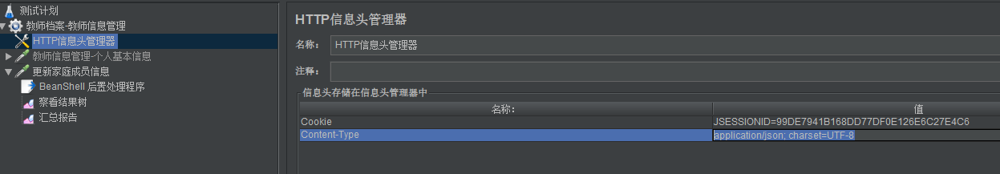 测试计划
教师档案-教师信息管理
HTTP信息头管理器
教师信息管理-个人基本信息
更新家庭成员信息
BeanShell 后置处理程序
察看结果树
汇总报告
HTTP信息头管理器
名称： HTTP信息头管理器
注释：
信息头存储在信息头管理器中
名称： 值
Cookie JSESSIONID=99DE7941B168DD77DF0E126E6C27E4C6
Content-Type application/json; charset=UTF-8